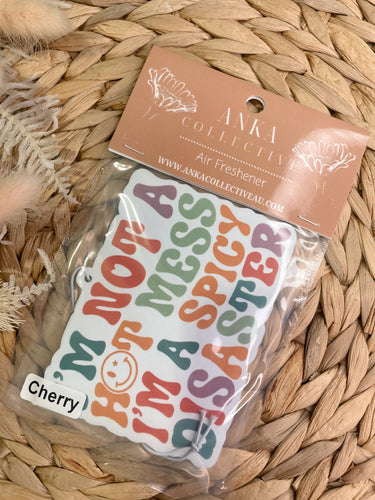 ANKA
COLLECTIVE
Air Freshener
WWW.ANKACOLLECTIVEAU.COM
I'M NOT A
HOT MESS
I'M A SPICY
DISASTER
Cherry